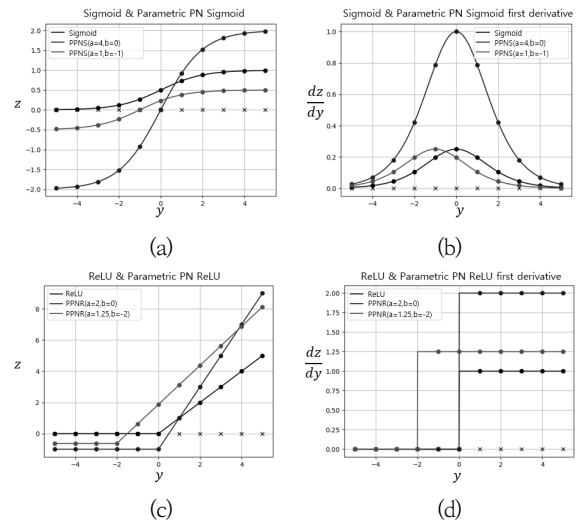 Sigmoid & Parametric PN Sigmoid
Sigmoid
PPNS(a=4,b=0)
PPNS(a=1,b=-1)
z
2.0
1.5
1.0
0.5
0.0
−0.5
−1.0
−1.5
−2.0
−4 −2 0 2 4
y
(a)
Sigmoid & Parametric PN Sigmoid first derivative
Sigmoid
PPNS(a=4,b=0)
PPNS(a=1,b=-1)
dz
dy
1.0
0.8
0.6
0.4
0.2
0.0
−4 −2 0 2 4
y
(b)
ReLU & Parametric PN ReLU
ReLU
PPNR(a=2,b=0)
PPNR(a=1.25,b=-2)
z
8
6
4
2
0
−4 −2 0 2 4
y
(c)
ReLU & Parametric PN ReLU first derivative
ReLU
PPNR(a=2,b=0)
PPNR(a=1.25,b=-2)
dz
dy
2.00
1.75
1.50
1.25
1.00
0.75
0.50
0.25
0.00
−4 −2 0 2 4
y
(d)